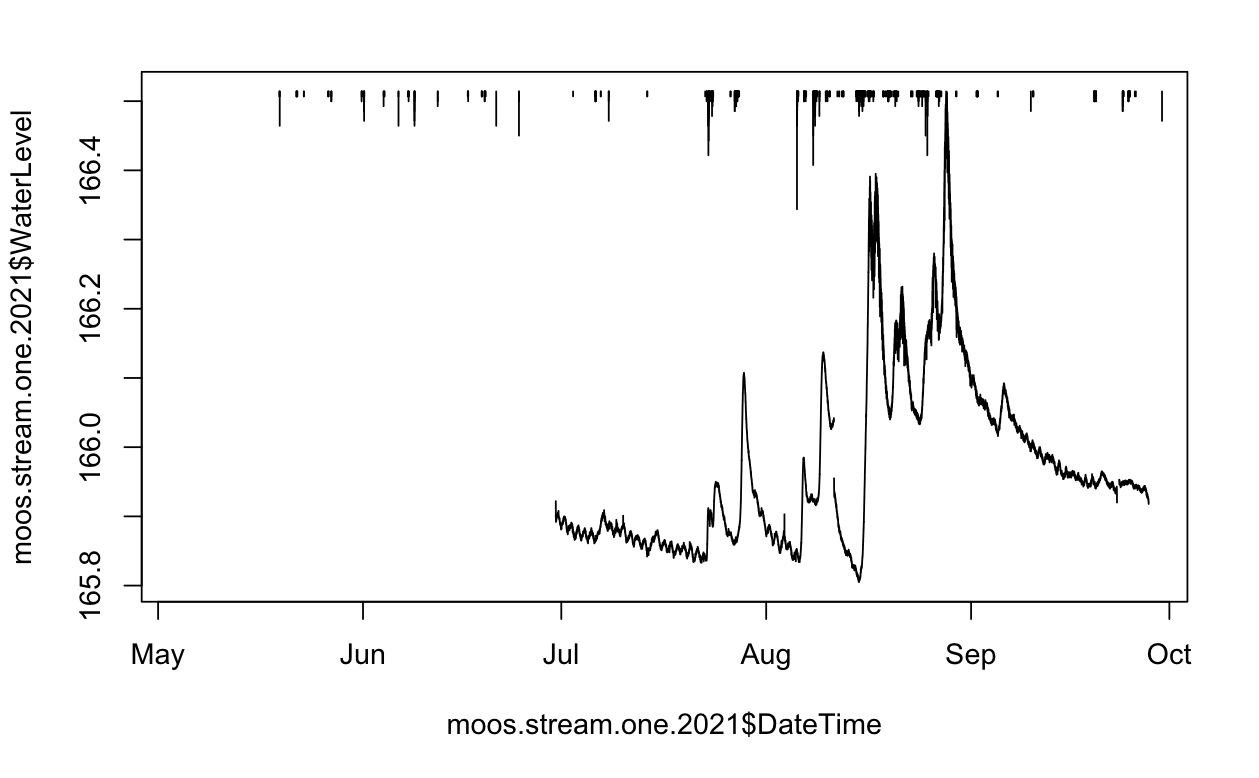 moos.stream.one.2021$WaterLevel
166.4
166.2
166.0
165.8
May Jun Jul Aug Sep Oct
moos.stream.one.2021$DateTime